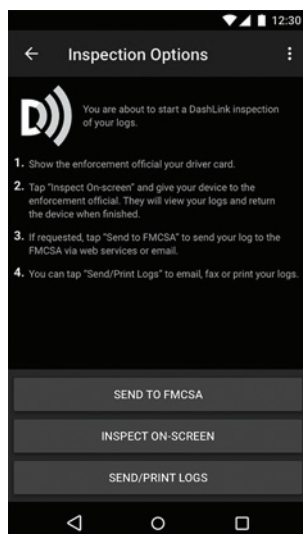 12:30
Inspection Options
D
You are about to start a DashLink inspection
of your logs.
1. Show the enforcement official your driver card.
2. Tap "Inspect On-screen" and give your device to the
enforcement official. They will view your logs and return
the device when finished.
3. If requested, tap "Send to FMCSA" to send your log to the
FMCSA via web services or email.
4. You can tap "Send/Print Logs" to email, fax or print your logs.
SEND TO FMCSA
INSPECT ON-SCREEN
SEND/PRINT LOGS